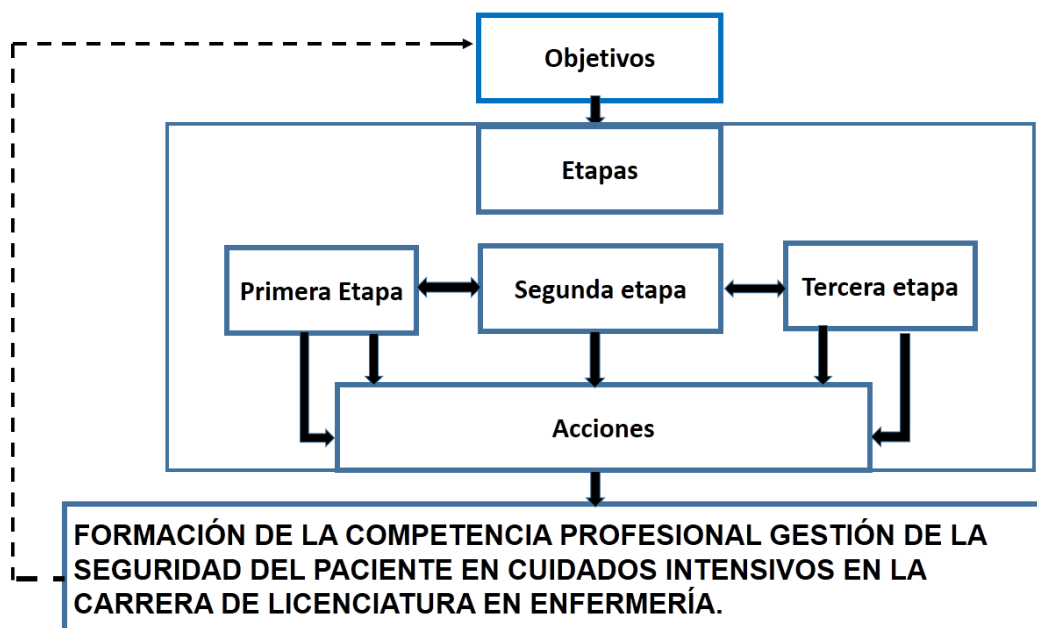 Objetivos
Etapas
Primera Etapa
Segunda etapa
Tercera etapa
Acciones
FORMACIÓN DE LA COMPETENCIA PROFESIONAL GESTIÓN DE LA
SEGURIDAD DEL PACIENTE EN CUIDADOS INTENSIVOS EN LA
CARRERA DE LICENCIATURA EN ENFERMERÍA.